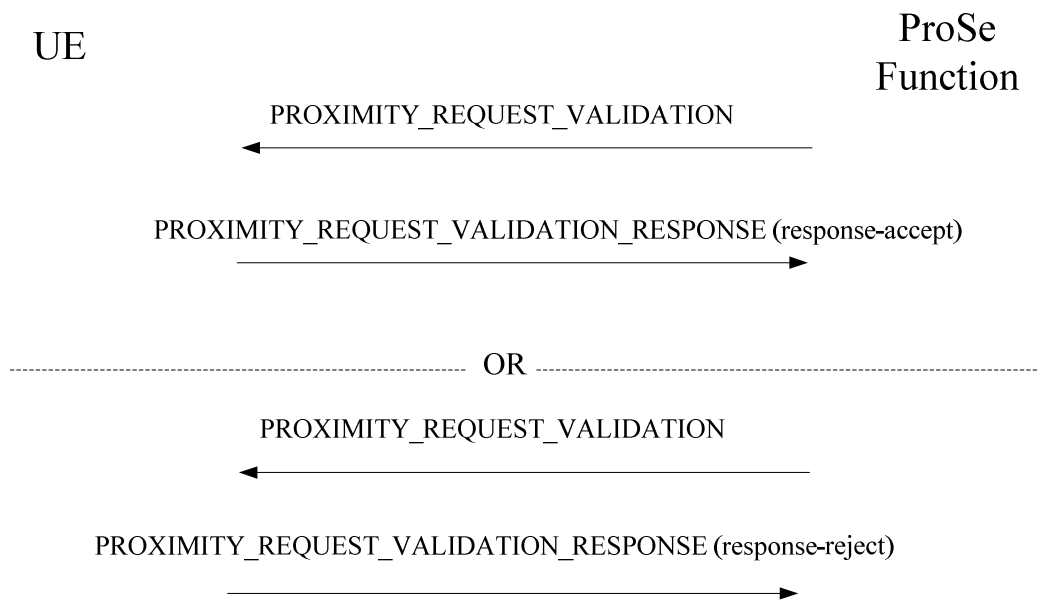 UE
ProSe
Function
PROXIMITY_REQUEST_VALIDATION
PROXIMITY_REQUEST_VALIDATION_RESPONSE (response-accept)
OR
PROXIMITY_REQUEST_VALIDATION
PROXIMITY_REQUEST_VALIDATION_RESPONSE (response-reject)